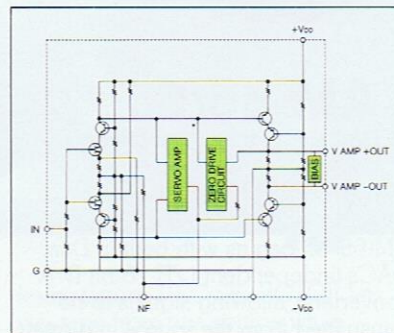 +VDD
SERVO AMP
ZERO DRIVE
CIRCUIT
BIAS
V AMP +OUT
V AMP −OUT
IN
G
NF
−VDD